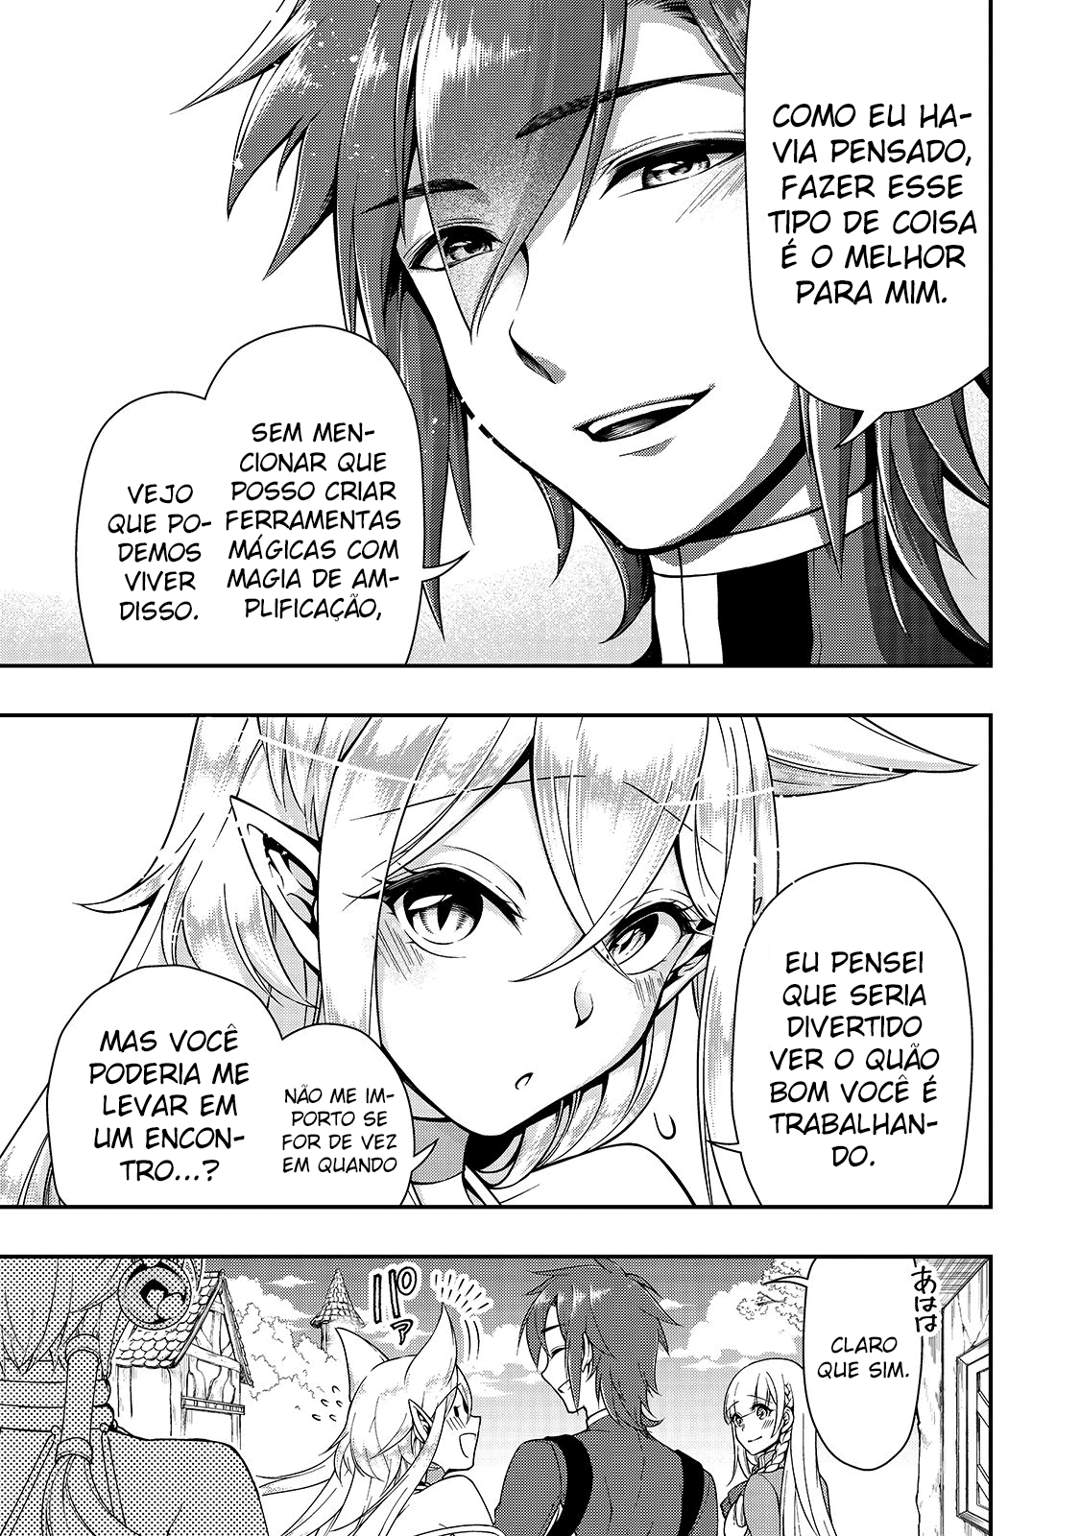 COMO EU HA-
VIA PENSADO,
FAZER ESSE
TIPO DE COISA
É O MELHOR
PARA MIM.
SEM MEN-
CIONAR QUE
POSSO CRIAR
FERRAMENTAS
MÁGICAS COM
MAGIA DE AM-
PLIFICAÇÃO,
VEJO
QUE PO-
DEMOS
VIVER
DISSO.
EU PENSEI
QUE SERIA
DIVERTIDO
VER O QUÃO
BOM VOCÊ É
TRABALHAN-
DO.
NÃO ME IM-
PORTO SE
FOR DE VEZ
EM QUANDO
MAS VOCÊ
PODERIA ME
LEVAR EM
UM ENCON-
TRO...?
あはは
CLARO
QUE SIM.
パァ